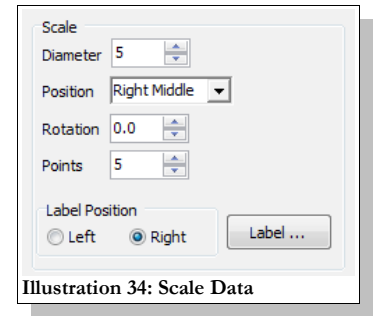 Scale
Diameter 5
Position Right Middle
Rotation 0.0
Points 5
Label Position
Left Right Label ...
Illustration 34: Scale Data